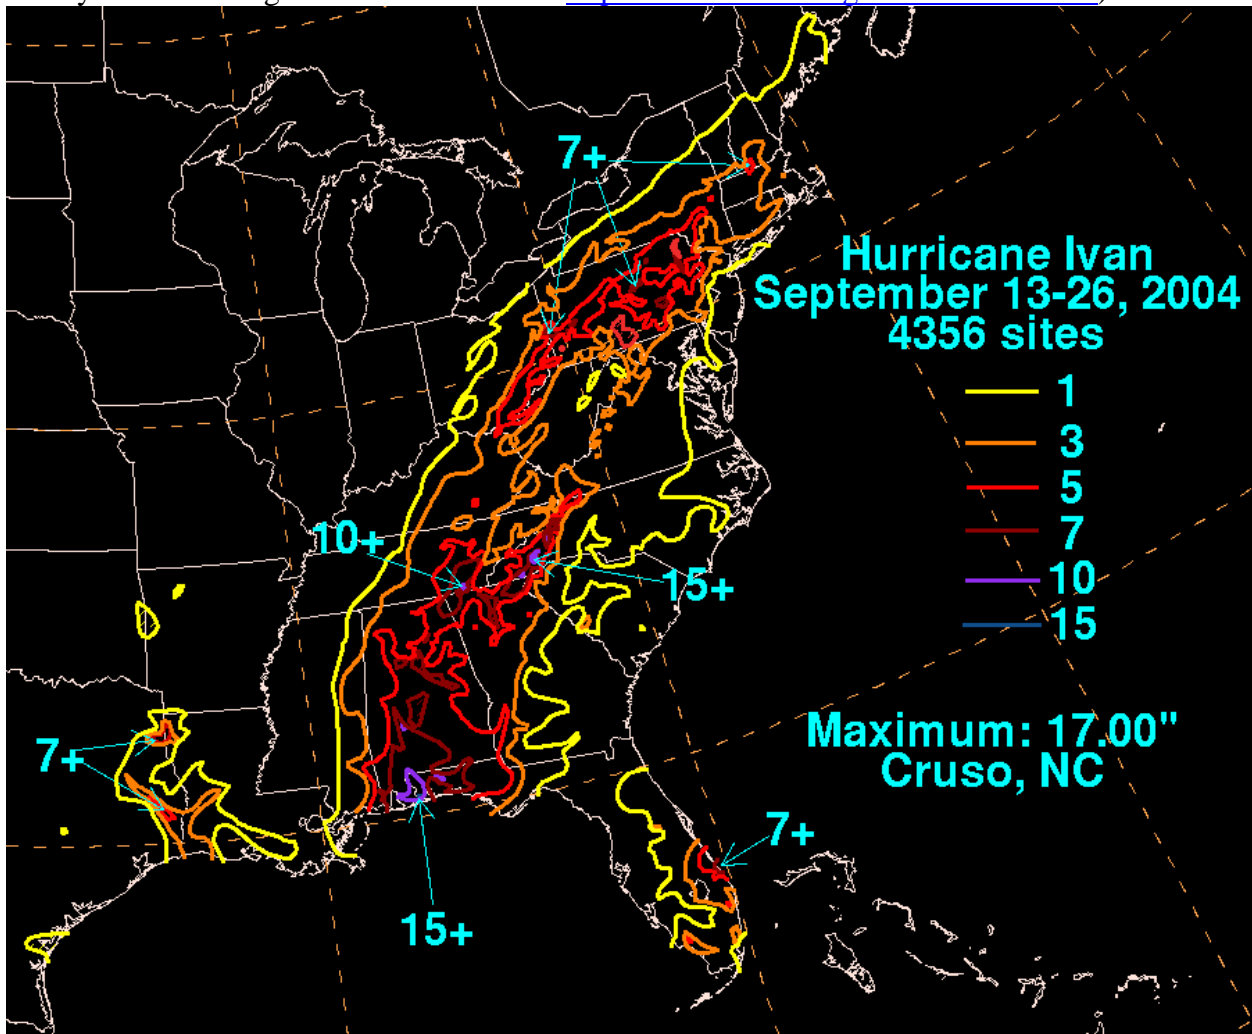 7+
Hurricane Ivan
September 13-26, 2004
4356 sites
1
3
5
7
10
15
10+
15+
7+
Maximum: 17.00"
Cruso, NC
7+
15+